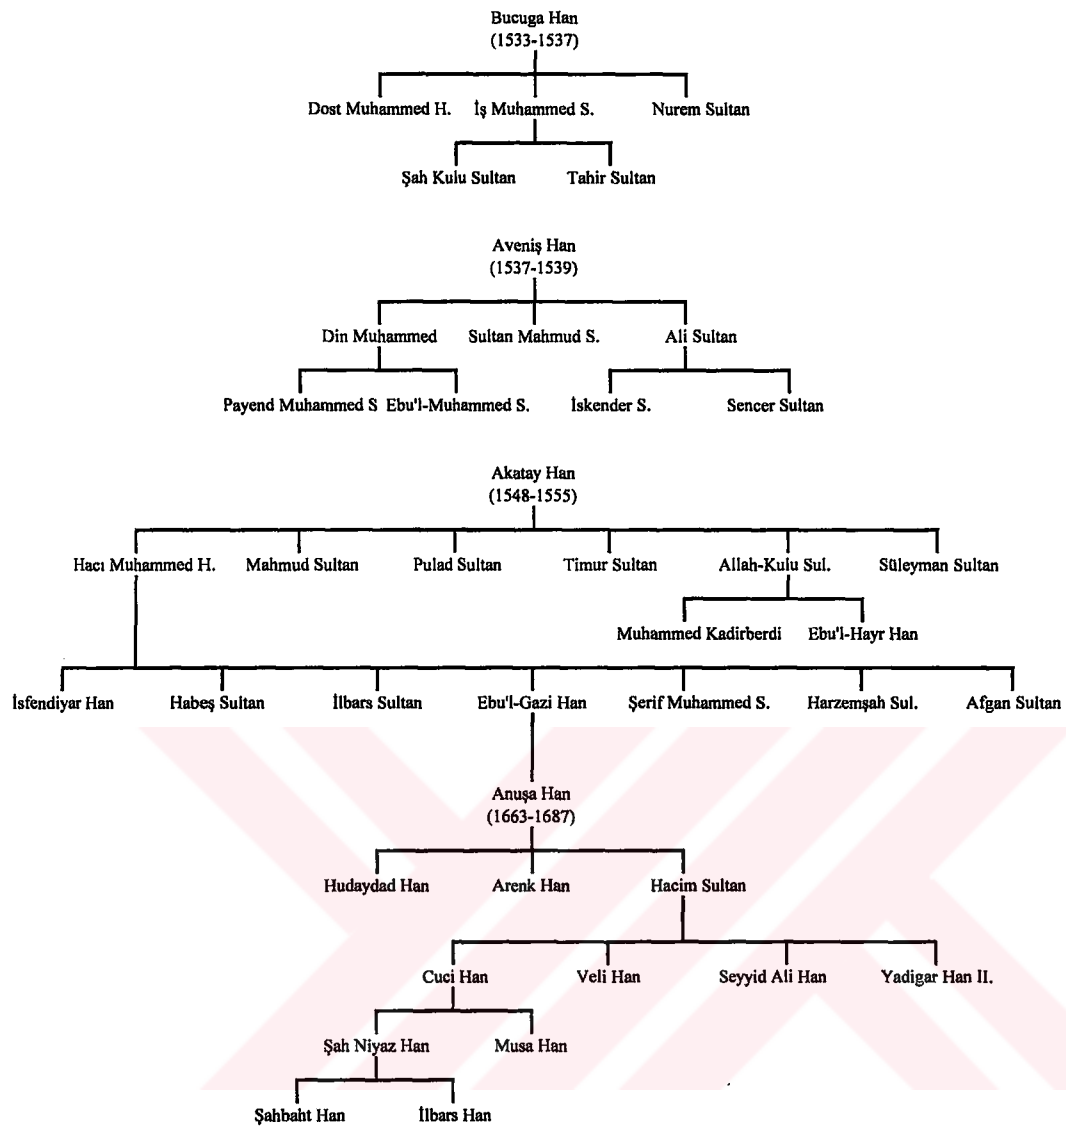 Bucuga Han
(1533-1537)
Dost Muhammed H. İş Muhammed S. Nurem Sultan
Şah Kulu Sultan Tahir Sultan
Aveniş Han
(1537-1539)
Din Muhammed Sultan Mahmud S. Ali Sultan
Payend Muhammed S Ebu'l-Muhammed S. İskender S. Sencer Sultan
Akatay Han
(1548-1555)
Hacı Muhammed H. Mahmud Sultan Pulad Sultan Timur Sultan Allah-Kulu Sul. Süleyman Sultan
Muhammed Kadirberdi Ebu'l-Hayr Han
İsfendiyar Han Habeş Sultan İlbars Sultan Ebu'l-Gazi Han Şerif Muhammed S. Harzemşah Sul. Afgan Sultan
Anuşa Han
(1663-1687)
Hudaydad Han Arenk Han Hacim Sultan
Cuci Han Veli Han Seyyid Ali Han Yadigar Han II.
Şah Niyaz Han Musa Han
Şahbaht Han İlbars Han